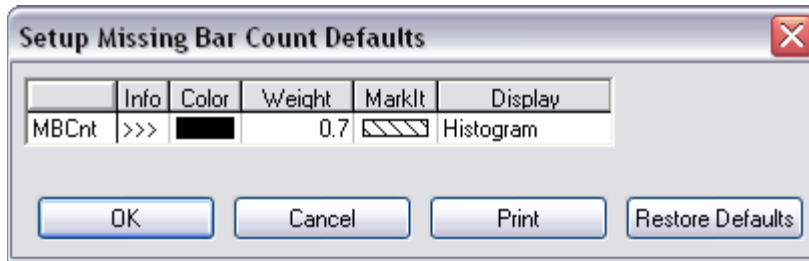 Setup Missing Bar Count Defaults
Info Color Weight MarkIt Display
MBCnt >>> 0.7 Histogram
OK Cancel Print Restore Defaults